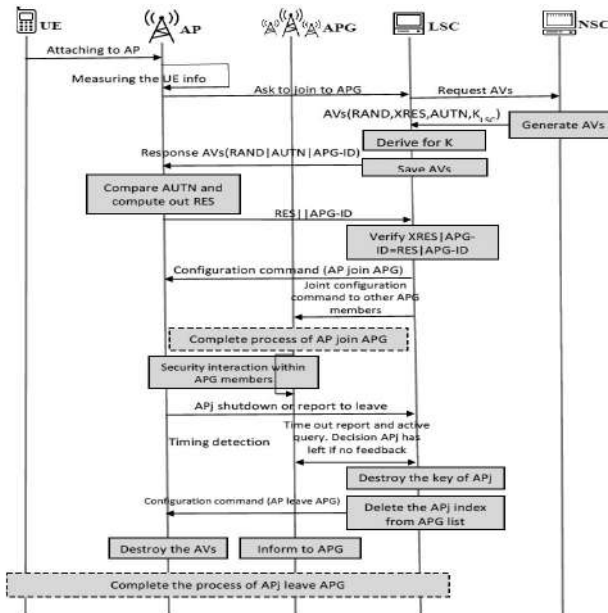 UE
AP
APG
LSC
NSC
Attaching to AP
Measuring the UE info
Ask to join to APG
Request AVs
AVs(RAND,XRES,AUTN,K_LSC)
Generate AVs
Derive for K
Response AVs(RAND|AUTN|APG-ID)
Save AVs
Compare AUTN and
compute out RES
RES||APG-ID
Verify XRES|APG-
ID=RES|APG-ID
Configuration command (AP join APG)
Joint configuration
command to other APG
members
Complete process of AP join APG
Security interaction within
APG members
APj shutdown or report to leave
Timing detection
Time out report and active
query. Decision APj has
left if no feedback
Destroy the key of APj
Configuration command (AP leave APG)
Delete the APj index
from APG list
Destroy the AVs
Inform to APG
Complete the process of APj leave APG